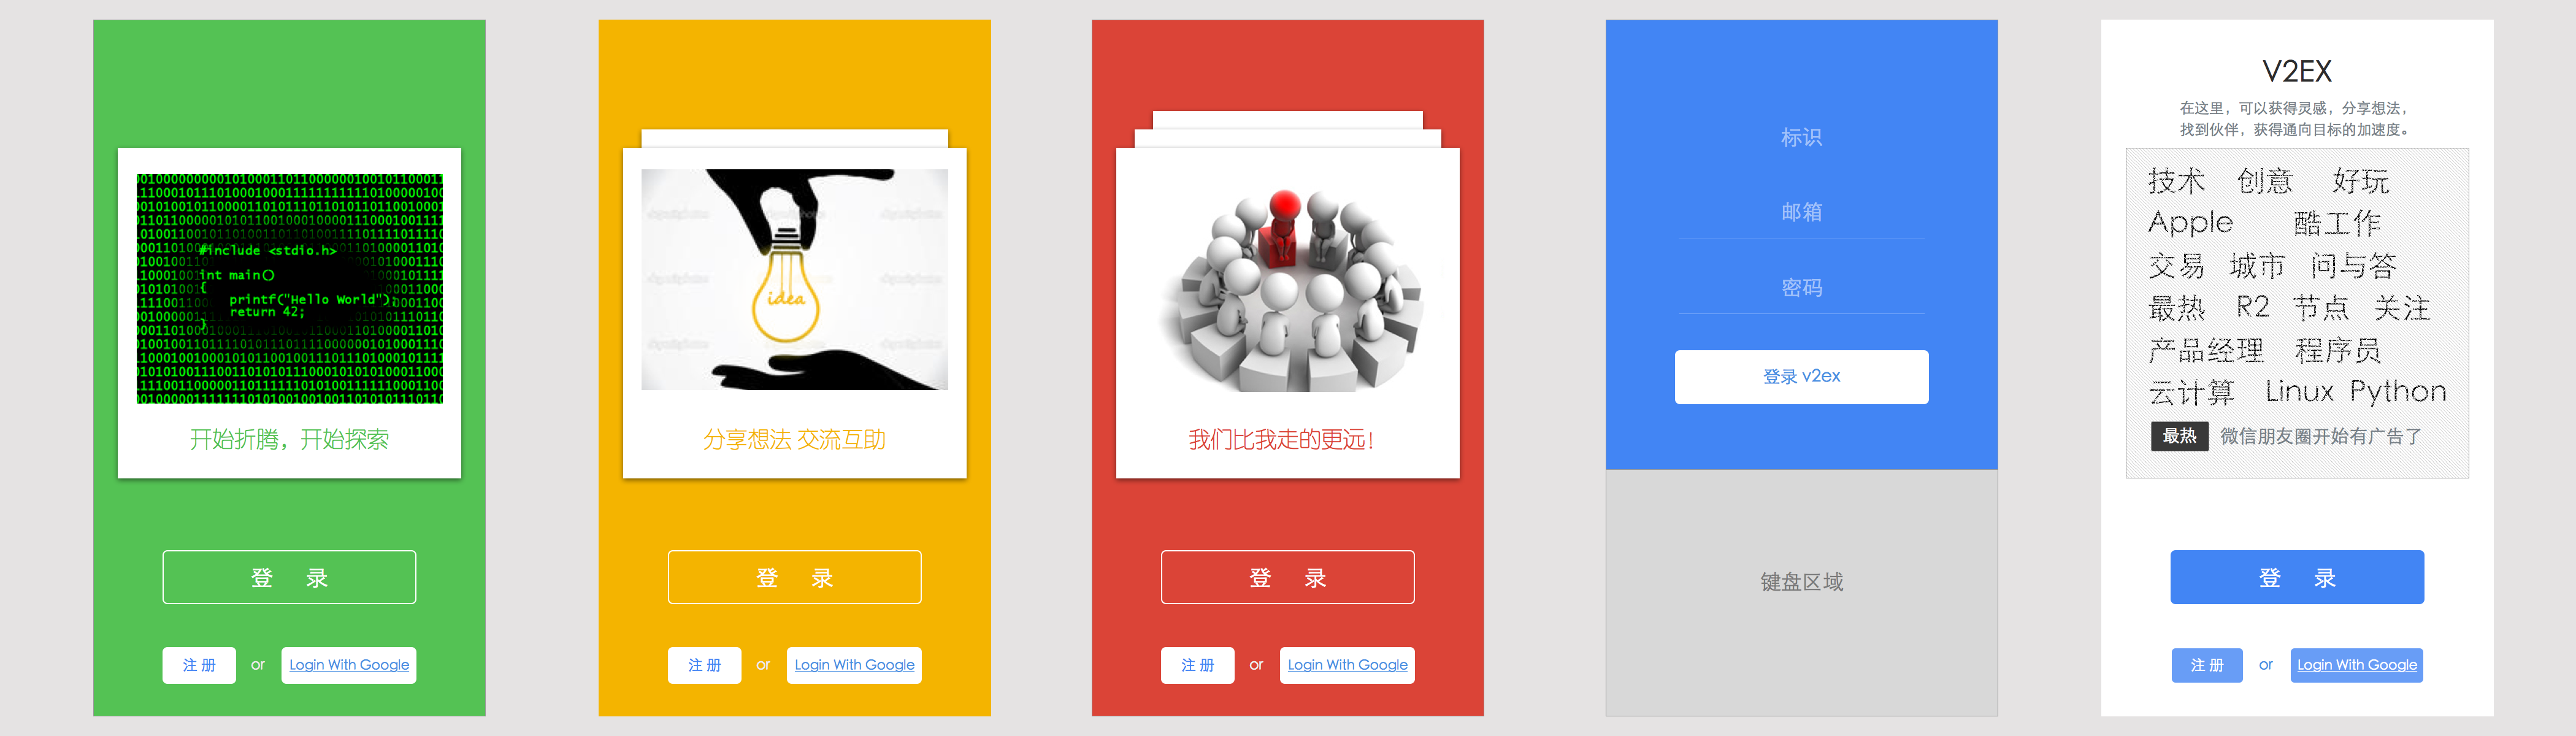 #include <stdio.h>
int main()
{
printf("Hello World");
return 42;
}
开始折腾，开始探索
登 录
注 册 or Login With Google
idea
分享想法 交流互助
登 录
注 册 or Login With Google
我们比我走的更远！
登 录
注 册 or Login With Google
标识
邮箱
密码
登录 v2ex
键盘区域
V2EX
在这里，可以获得灵感，分享想法，
找到伙伴，获得通向目标的加速度。
技术 创意 好玩
Apple 酷工作
交易 城市 问与答
最热 R2 节点 关注
产品经理 程序员
云计算 Linux Python
最热 微信朋友圈开始有广告了
登 录
注 册 or Login With Google